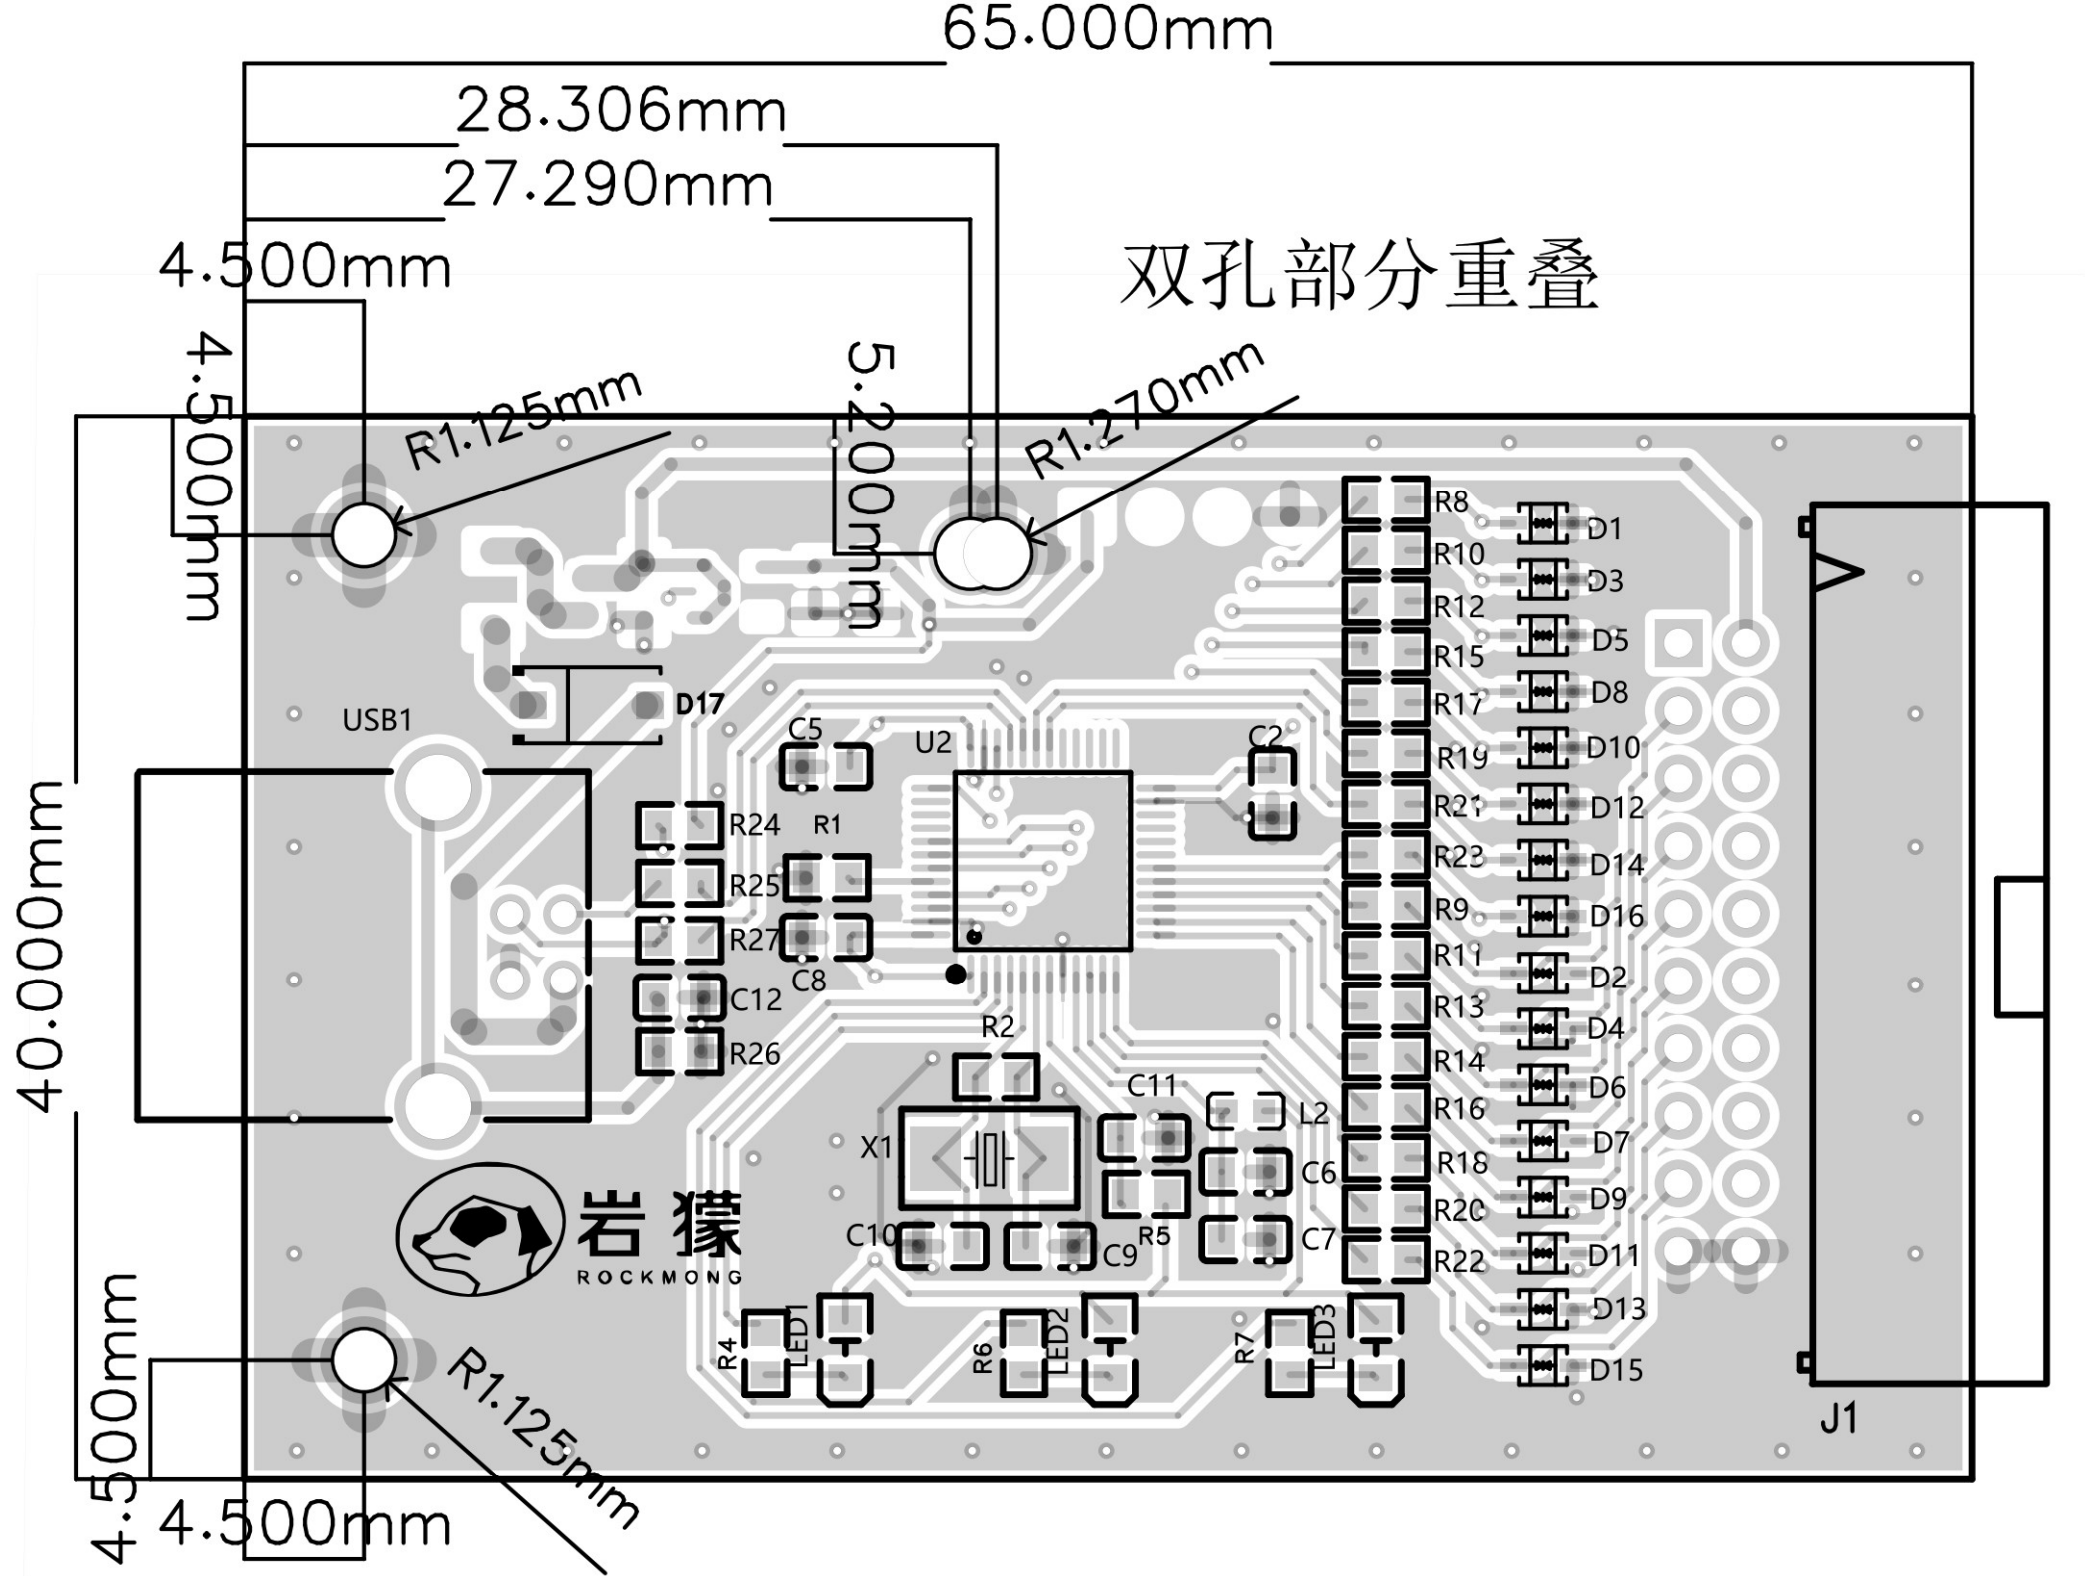 65.000mm
28.306mm
27.290mm
4.500mm
双孔部分重叠
4.500mm
R1.125mm
5.200mm
R1.270mm
40.000mm
R8
D1
R10
D3
R12
D5
R15
D8
R17
D10
R19
D12
R21
D14
R23
D16
R9
D2
R11
D4
R13
D6
R14
D7
R16
D9
R18
D11
R20
D13
R22
D15
USB1
D17
C5
U2
C2
R24
R1
R25
R27
C8
C12
R26
R2
C11
L2
X1
C6
C10
C9
R5
C7
岩獴
ROCKMONG
R4
LED1
R6
LED2
R7
LED3
J1
4.500mm
R1.125mm
4.500mm